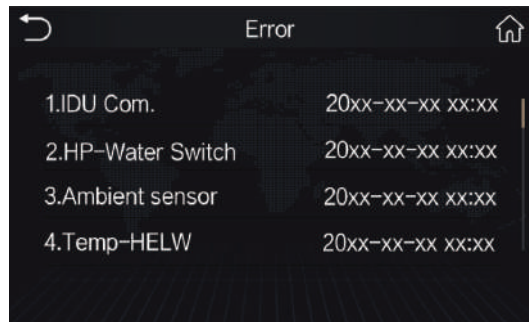 Error
1.IDU Com. 20xx-xx-xx xx:xx
2.HP-Water Switch 20xx-xx-xx xx:xx
3.Ambient sensor 20xx-xx-xx xx:xx
4.Temp-HELW 20xx-xx-xx xx:xx